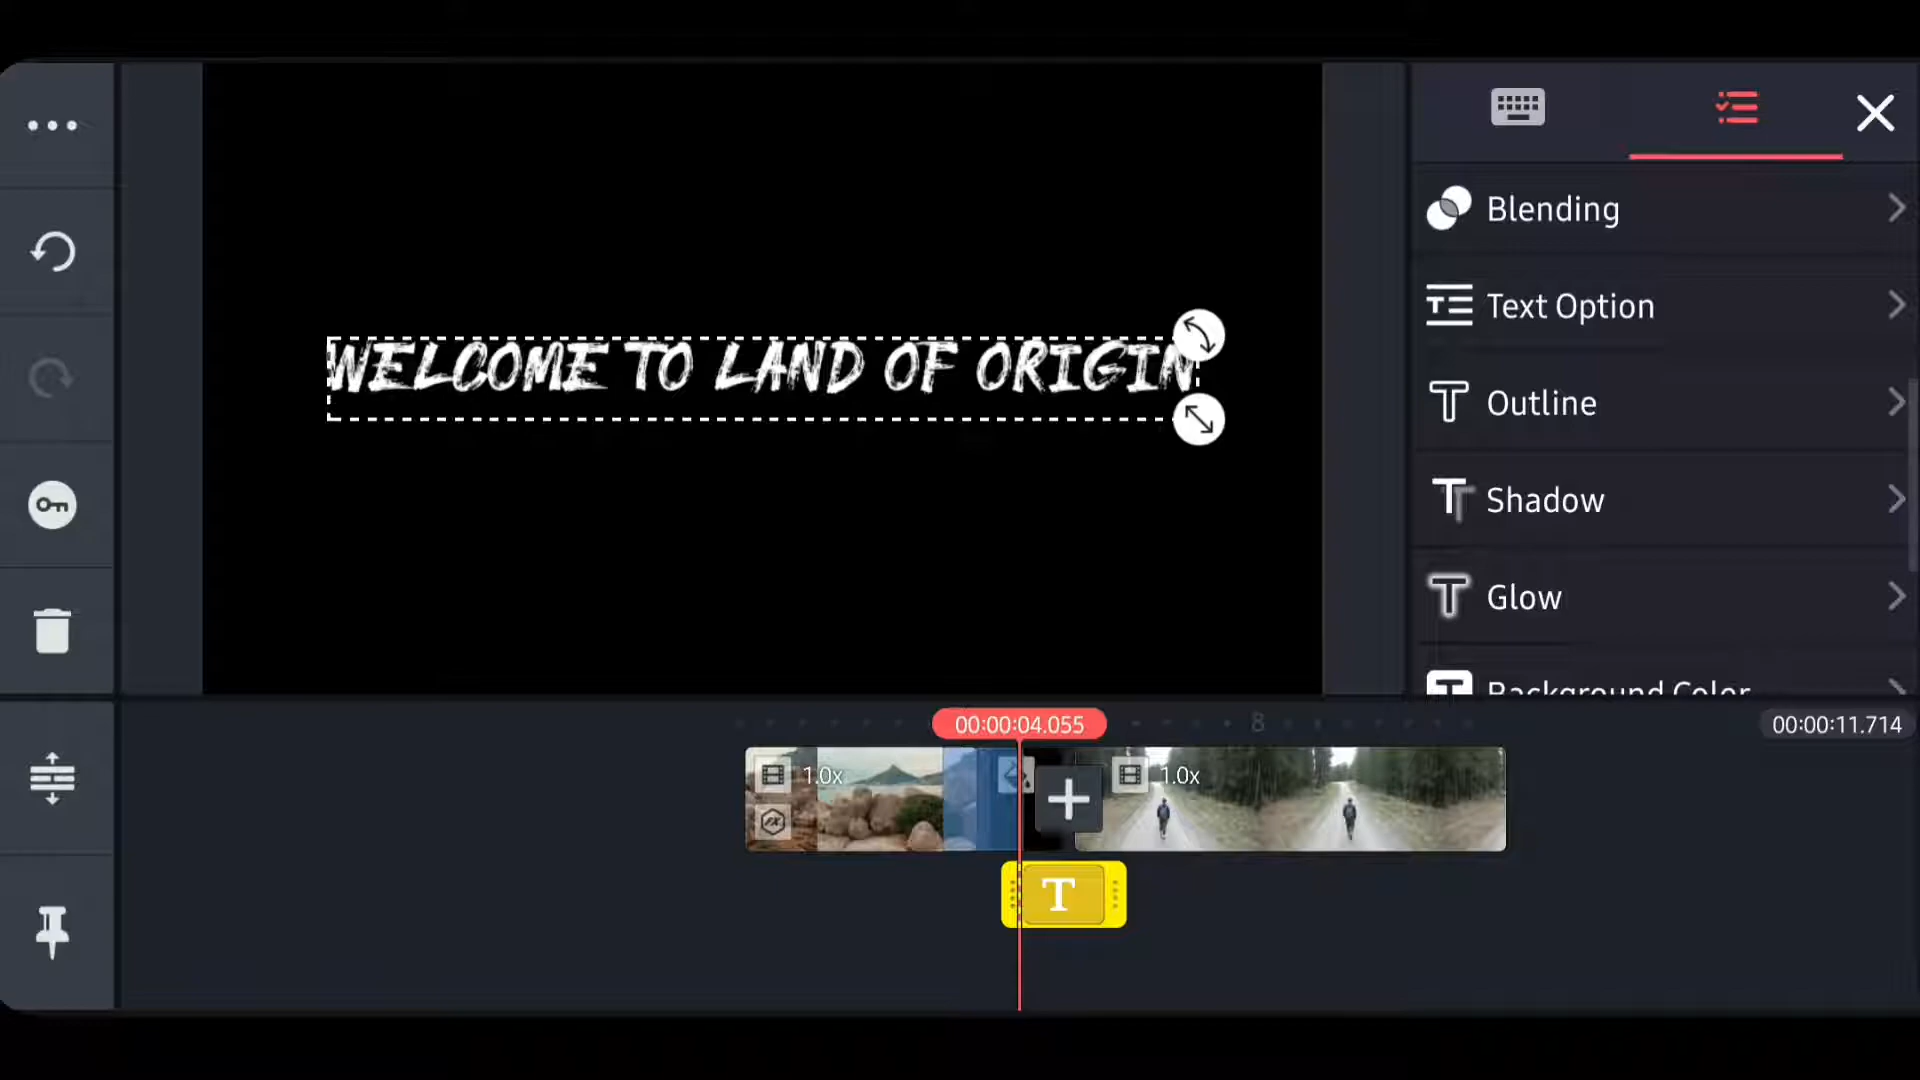 Blending
Text Option
WELCOME TO LAND OF ORIGIN
Outline
Shadow
Glow
Background Color
00:00:04.055
8
00:00:11.714
1.0x
1.0x
T